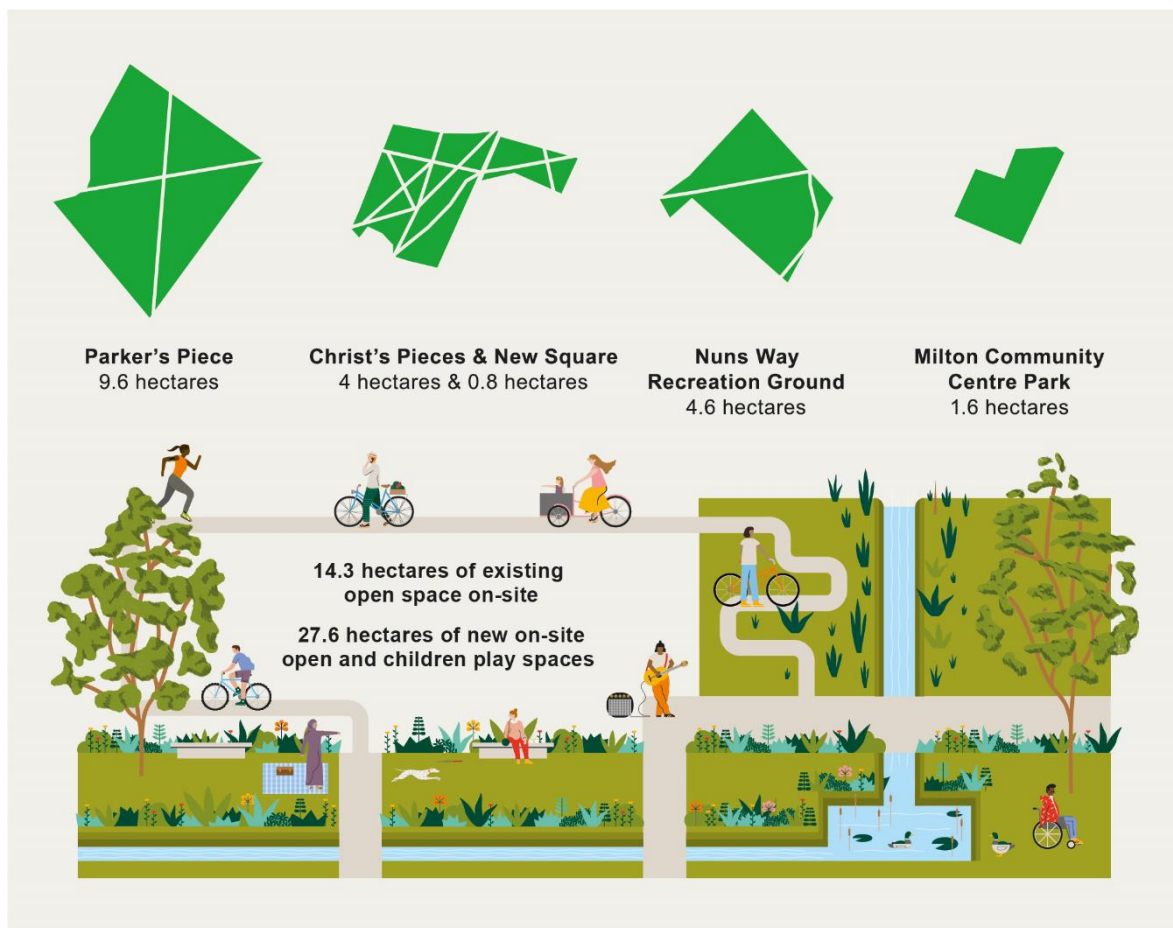 Parker’s Piece
9.6 hectares
Christ’s Pieces & New Square
4 hectares & 0.8 hectares
Nuns Way
Recreation Ground
4.6 hectares
Milton Community
Centre Park
1.6 hectares
14.3 hectares of existing
open space on-site
27.6 hectares of new on-site
open and children play spaces